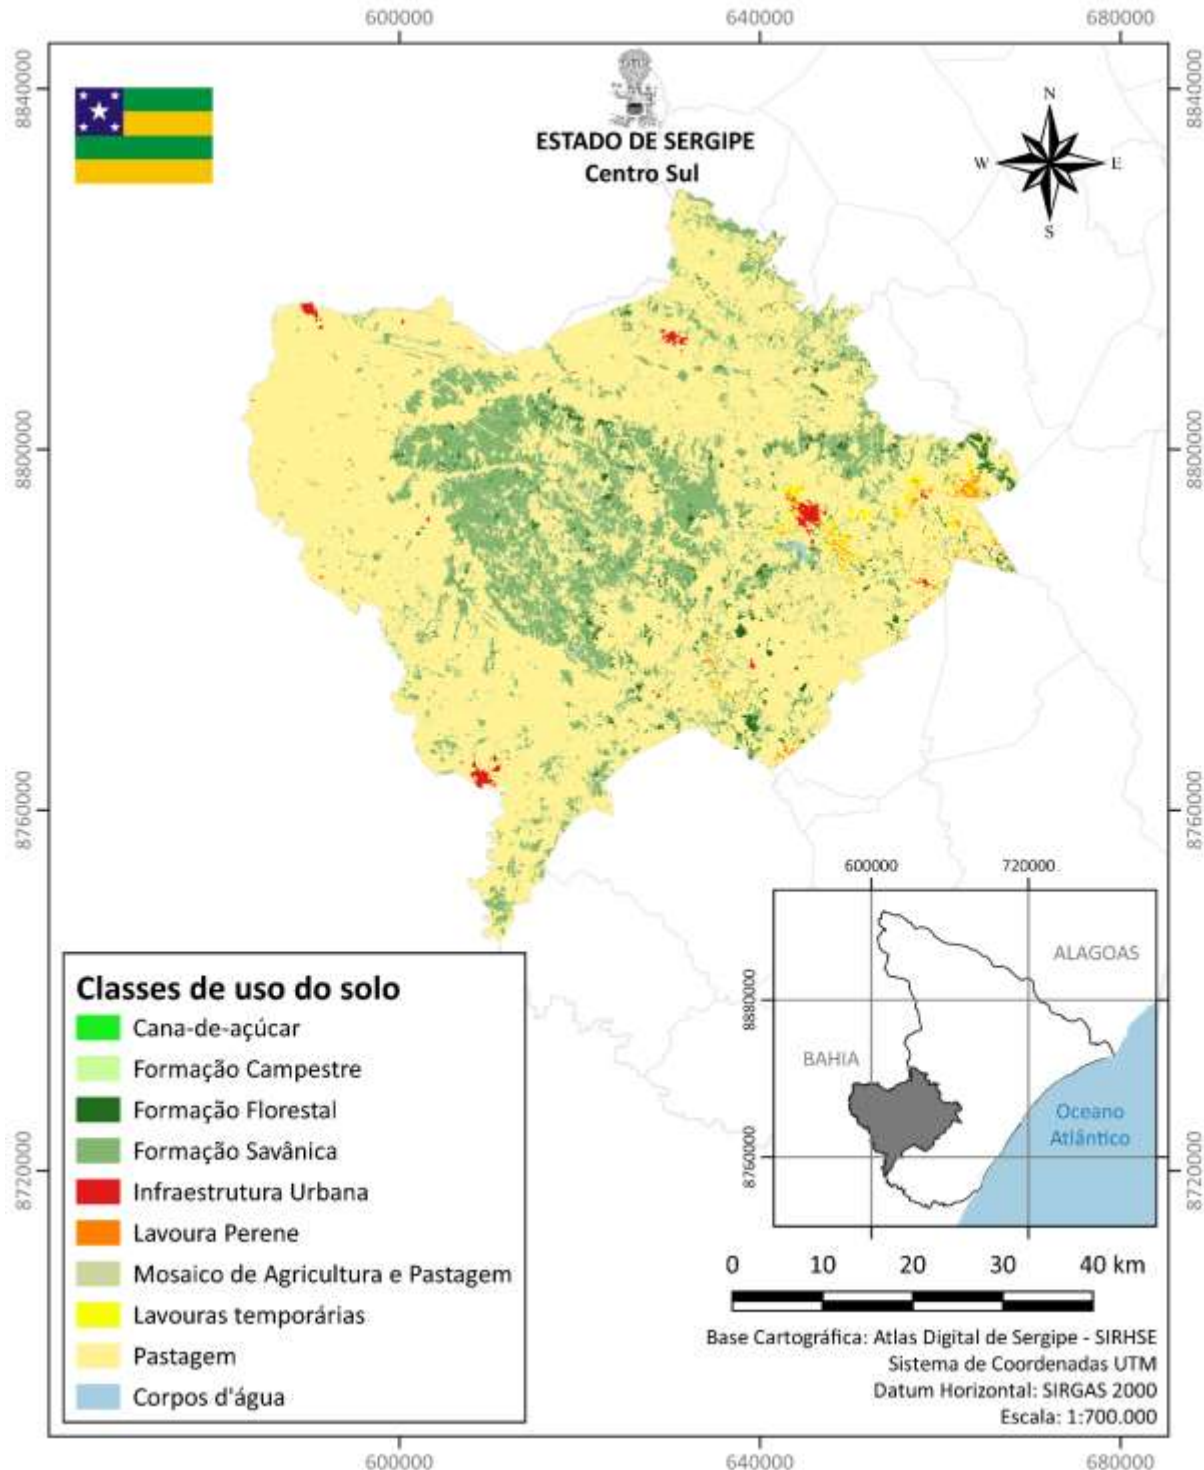 600000
640000
680000
8840000
8840000
ESTADO DE SERGIPE
Centro Sul
N
W
E
S
8800000
8800000
8760000
8760000
600000
720000
ALAGOAS
8880000
BAHIA
Oceano
Atlântico
8760000
Classes de uso do solo
Cana-de-açúcar
Formação Campestre
Formação Florestal
Formação Savânica
Infraestrutura Urbana
Lavoura Perene
Mosaico de Agricultura e Pastagem
Lavouras temporárias
Pastagem
Corpos d'água
8720000
8720000
0 10 20 30 40 km
Base Cartográfica: Atlas Digital de Sergipe - SIRHSE
Sistema de Coordenadas UTM
Datum Horizontal: SIRGAS 2000
Escala: 1:700.000
600000
640000
680000